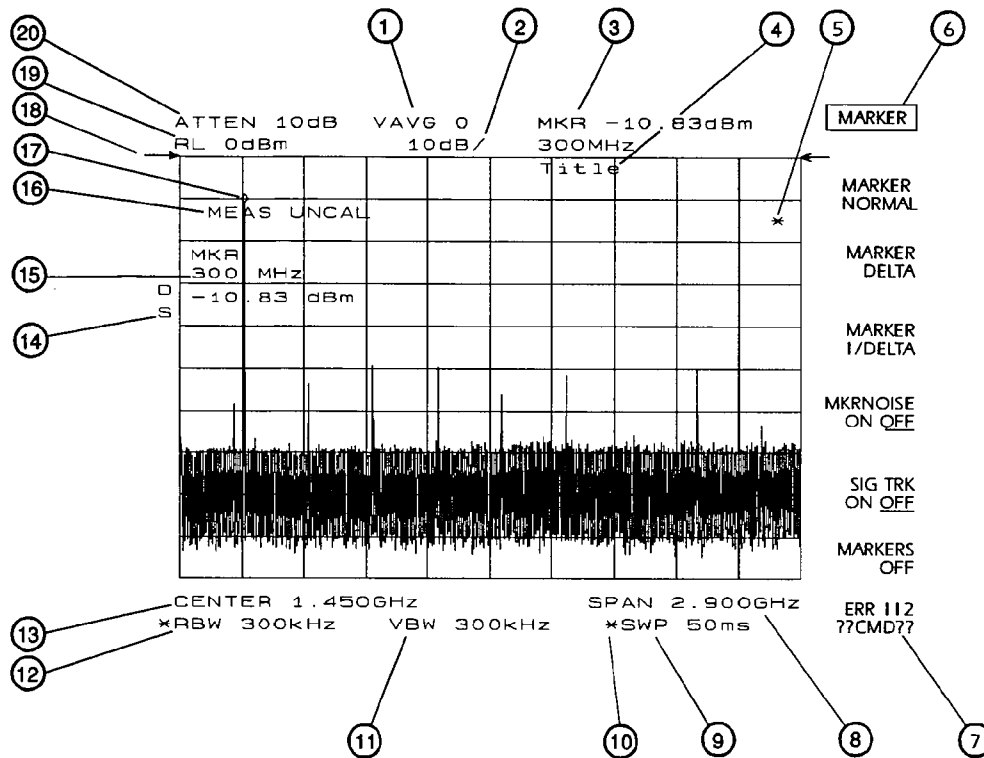 1
2
3
4
5
6
20
19
18
17
16
15
14
13
12
11
10
9
8
7
ATTEN 10dB VAVG 0 MKR -10.83dBm
RL 0dBm 10dB/ 300MHz
Title
MEAS UNCAL
*
MKR
300 MHz
-10.83 dBm
D
S
CENTER 1.450GHz SPAN 2.900GHz
*RBW 300kHz VBW 300kHz *SWP 50ms
MARKER
MARKER
NORMAL
MARKER
DELTA
MARKER
1/DELTA
MKRNOISE
ON OFF
SIG TRK
ON OFF
MARKERS
OFF
ERR 112
??CMD??